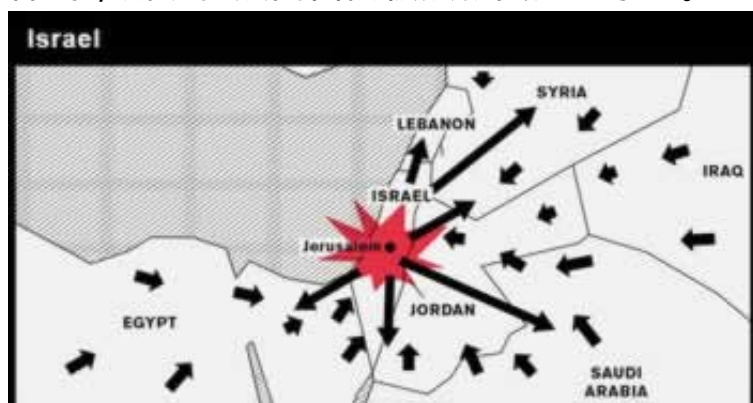 Israel
SYRIA
LEBANON
IRAQ
ISRAEL
Jerusalem
JORDAN
EGYPT
SAUDI
ARABIA